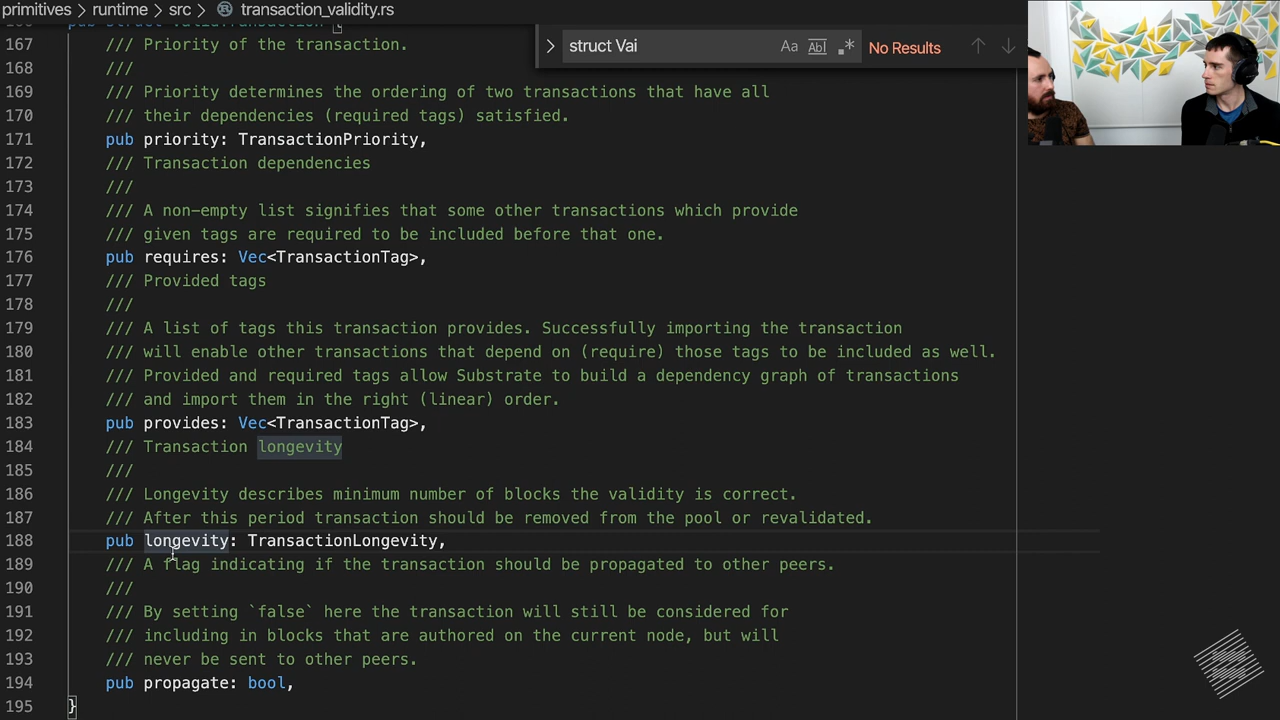 primitives › runtime › src › transaction_validity.rs
struct Vai Aa Abl .* No Results
167 /// Priority of the transaction.
168 ///
169 /// Priority determines the ordering of two transactions that have all
170 /// their dependencies (required tags) satisfied.
171 pub priority: TransactionPriority,
172 /// Transaction dependencies
173 ///
174 /// A non-empty list signifies that some other transactions which provide
175 /// given tags are required to be included before that one.
176 pub requires: Vec<TransactionTag>,
177 /// Provided tags
178 ///
179 /// A list of tags this transaction provides. Successfully importing the transaction
180 /// will enable other transactions that depend on (require) those tags to be included as well.
181 /// Provided and required tags allow Substrate to build a dependency graph of transactions
182 /// and import them in the right (linear) order.
183 pub provides: Vec<TransactionTag>,
184 /// Transaction longevity
185 ///
186 /// Longevity describes minimum number of blocks the validity is correct.
187 /// After this period transaction should be removed from the pool or revalidated.
188 pub longevity: TransactionLongevity,
189 /// A flag indicating if the transaction should be propagated to other peers.
190 ///
191 /// By setting `false` here the transaction will still be considered for
192 /// including in blocks that are authored on the current node, but will
193 /// never be sent to other peers.
194 pub propagate: bool,
195 }